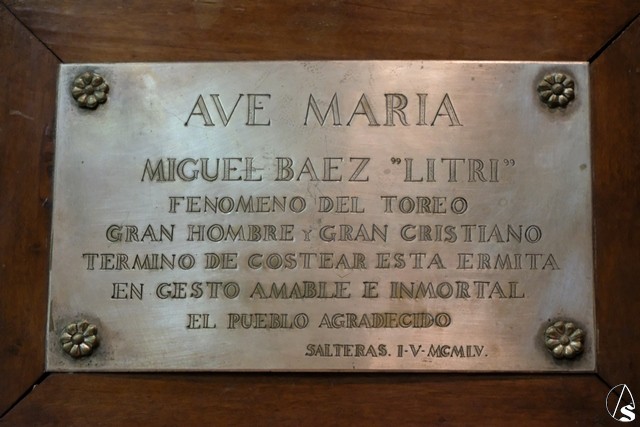 AVE MARIA
MIGUEL BAEZ "LITRI"
FENOMENO DEL TOREO
GRAN HOMBRE Y GRAN CRISTIANO
TERMINO DE COSTEAR ESTA ERMITA
EN GESTO AMABLE E INMORTAL
EL PUEBLO AGRADECIDO
SALTERAS. I-V-MCMLV.